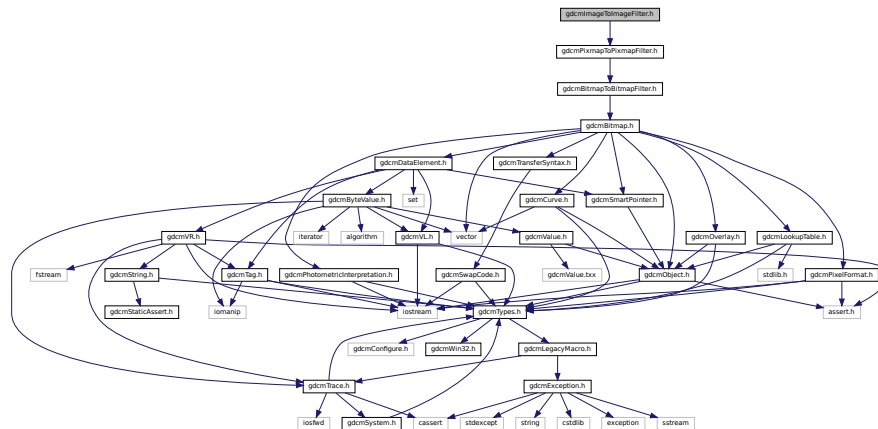 gdcmImageToImageFilter.h
gdcmPixmapToPixmapFilter.h
gdcmBitmapToBitmapFilter.h
gdcmBitmap.h
gdcmDataElement.h
gdcmTransferSyntax.h
gdcmByteValue.h
set
gdcmCurve.h
gdcmSmartPointer.h
gdcmVR.h
iterator
algorithm
gdcmVL.h
vector
gdcmValue.h
gdcmOverlay.h
gdcmLookupTable.h
fstream
gdcmString.h
gdcmTag.h
gdcmPhotometricInterpretation.h
gdcmSwapCode.h
gdcmValue.txx
gdcmObject.h
stdlib.h
gdcmPixelFormat.h
gdcmStaticAssert.h
iomanip
iostream
gdcmTypes.h
assert.h
gdcmConfigure.h
gdcmWin32.h
gdcmLegacyMacro.h
gdcmTrace.h
gdcmException.h
iosfwd
gdcmSystem.h
cassert
stdexcept
string
cstdlib
exception
sstream